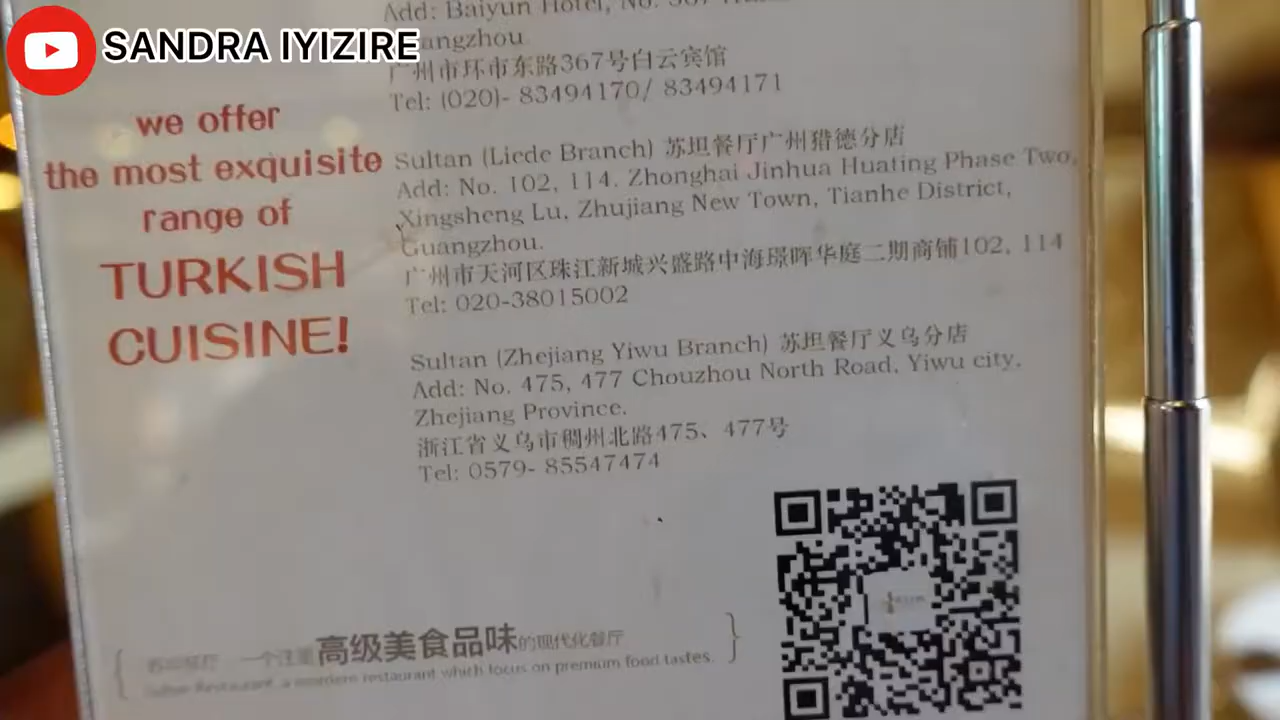 SANDRA IYIZIRE
Add: Baiyun Hotel, No. 367
广州市环市东路367号白云宾馆
Tel: (020)- 83494170/ 83494171
we offer
the most exquisite
range of
TURKISH
CUISINE!
Sultan (Liede Branch) 苏坦餐厅广州猎德分店
Add: No. 102, 114. Zhonghai Jinhua Huating Phase Two,
Xingsheng Lu, Zhujiang New Town, Tianhe District,
Guangzhou.
广州市天河区珠江新城兴盛路中海璟晖华庭二期商铺102, 114
Tel: 020-38015002
Sultan (Zhejiang Yiwu Branch) 苏坦餐厅义乌分店
Add: No. 475, 477 Chouzhou North Road, Yiwu city,
Zhejiang Province.
浙江省义乌市稠州北路475、477号
Tel: 0579- 85547474
一个注重高级美食品味的现代化餐厅
restaurant which focus on premium food tastes.